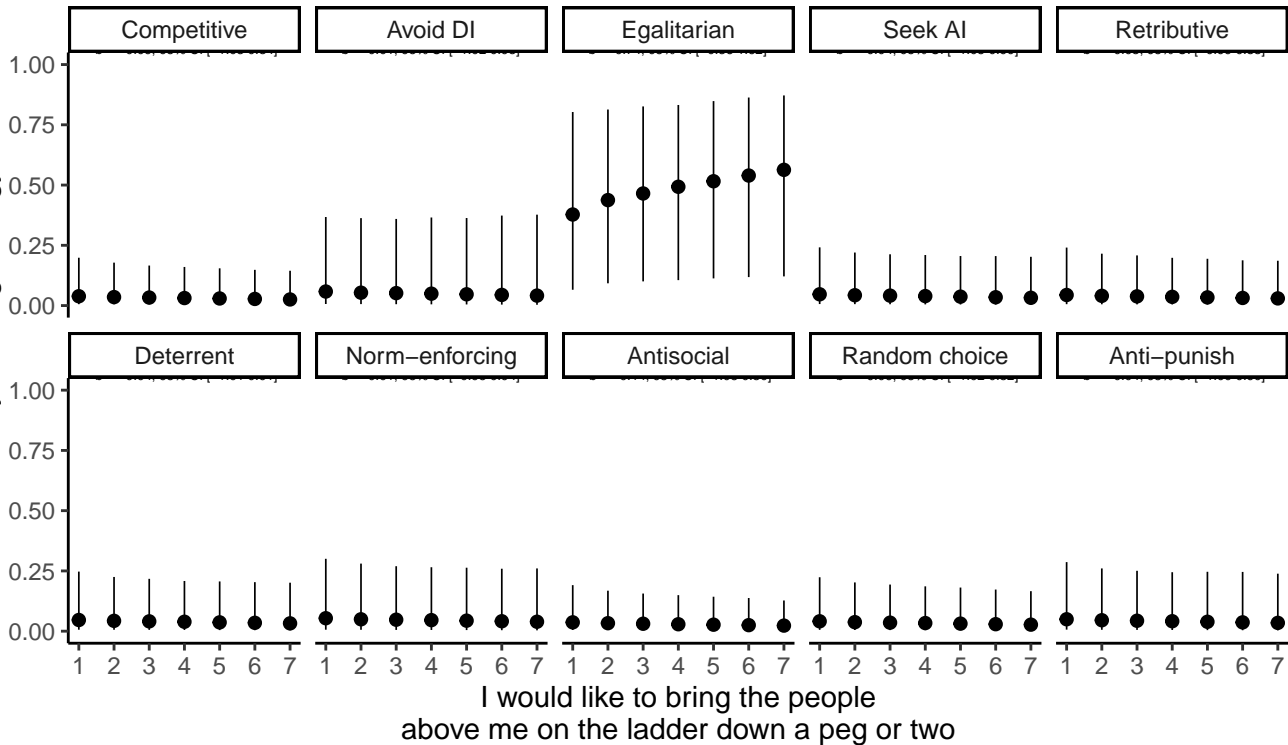 Competitive Avoid DI Egalitarian Seek AI Retributive
1.00
0.75
0.50
0.25
0.00
Deterrent Norm−enforcing Antisocial Random choice Anti−punish
1.00
0.75
0.50
0.25
0.00
1 2 3 4 5 6 7 1 2 3 4 5 6 7 1 2 3 4 5 6 7 1 2 3 4 5 6 7 1 2 3 4 5 6 7
I would like to bring the people
above me on the ladder down a peg or two